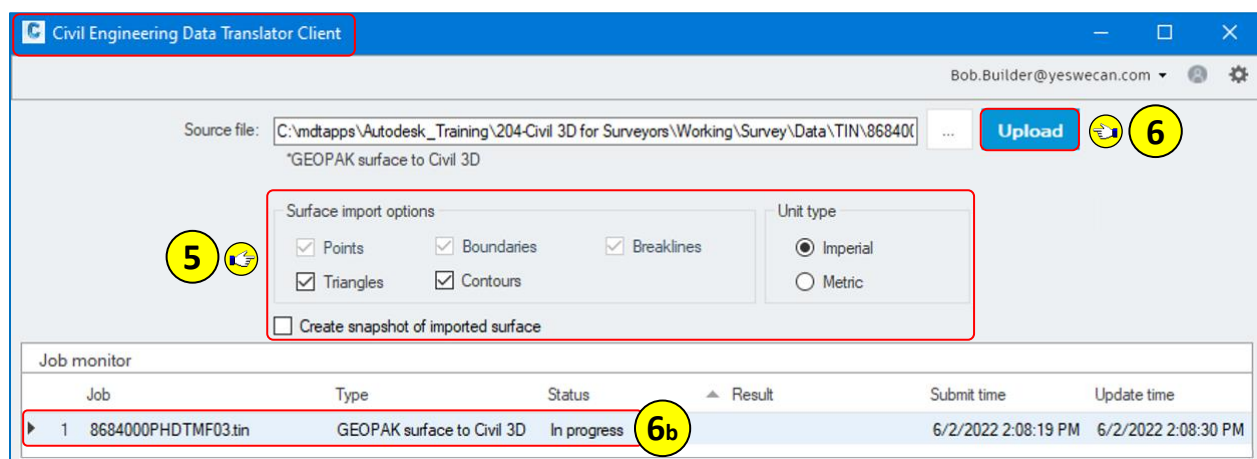 Civil Engineering Data Translator Client
Bob.Builder@yeswecan.com
Source file: C:\mdtapps\Autodesk_Training\204-Civil 3D for Surveyors\Working\Survey\Data\TIN\868400 ... Upload 6
*GEOPAK surface to Civil 3D
Surface import options Unit type
5 Points Boundaries Breaklines Imperial
Triangles Contours Metric
Create snapshot of imported surface
Job monitor
Job Type Status Result Submit time Update time
1 8684000PHDTMF03.tin GEOPAK surface to Civil 3D In progress 6b 6/2/2022 2:08:19 PM 6/2/2022 2:08:30 PM